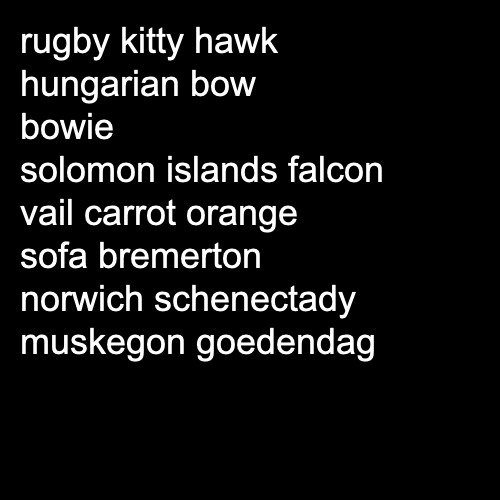 rugby kitty hawk
hungarian bow
bowie
solomon islands falcon
vail carrot orange
sofa bremerton
norwich schenectady
muskegon goedendag